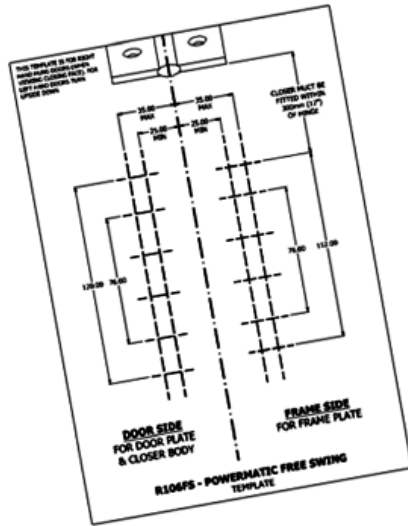 THIS TEMPLATE IS FOR RIGHT
HAND HUNG DOORS (WHEN
VIEWING CLOSING FACE). FOR
LEFT HAND DOORS TURN
UPSIDE DOWN
35.00
MAX
35.00
MAX
25.00
MIN
25.00
MIN
CLOSER MUCT BE
FITTED WITHIN
300mm (12")
OF HINGE
120.00
76.00
76.00
112.00
DOOR SIDE
FOR DOOR PLATE
& CLOSER BODY
FRAME SIDE
FOR FRAME PLATE
R106FS - POWERMATIC FREE SWING
TEMPLATE